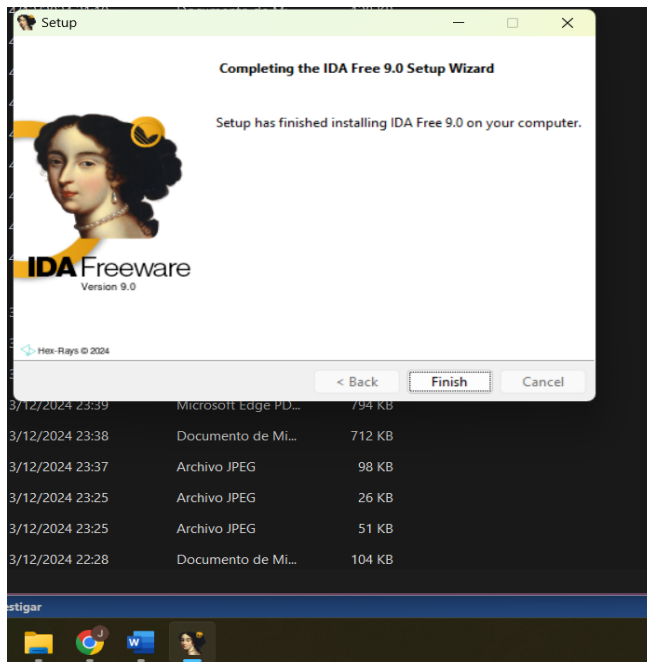 Setup
Completing the IDA Free 9.0 Setup Wizard
Setup has finished installing IDA Free 9.0 on your computer.
IDA Freeware
Version 9.0
Hex-Rays © 2024
< Back
Finish
Cancel
3/12/2024 23:39 Microsoft Edge PD... 794 KB
3/12/2024 23:38 Documento de Mi... 712 KB
3/12/2024 23:37 Archivo JPEG 98 KB
3/12/2024 23:25 Archivo JPEG 26 KB
3/12/2024 23:25 Archivo JPEG 51 KB
3/12/2024 22:28 Documento de Mi... 104 KB
estigar
J
W